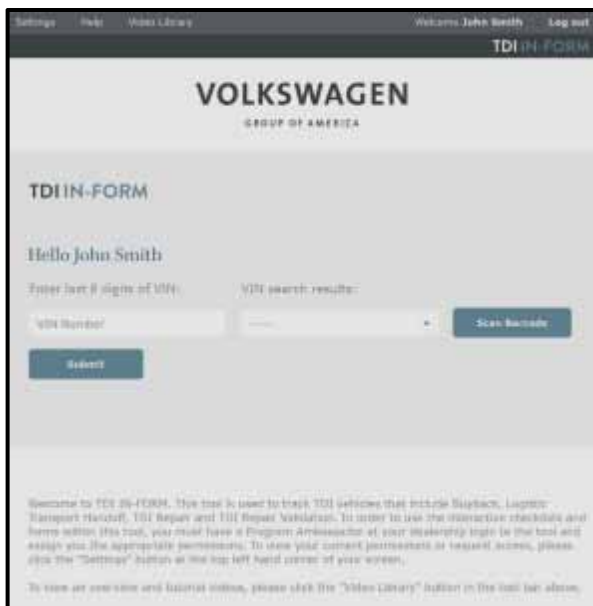 Settings Help Video Library Welcome John Smith Log out
TDI IN-FORM
VOLKSWAGEN
GROUP OF AMERICA
TDI IN-FORM
Hello John Smith
Enter last 8 digits of VIN: VIN search results:
VIN Number ----- Scan Barcode
Submit
Welcome to TDI IN-FORM. This tool is used to track TDI vehicles that include Buyback, Logistic
Transport Handoff, TDI Repair and TDI Repair Validation. In order to use the interactive checklists and
forms within this tool, you must have a Program Ambassador at your dealership login to the tool and
assign you the appropriate permissions. To view your current permissions or request access, please
click the "Settings" button at the top left hand corner of your screen.
To view an overview and tutorial videos, please click the "Video Library" button in the tool bar above.